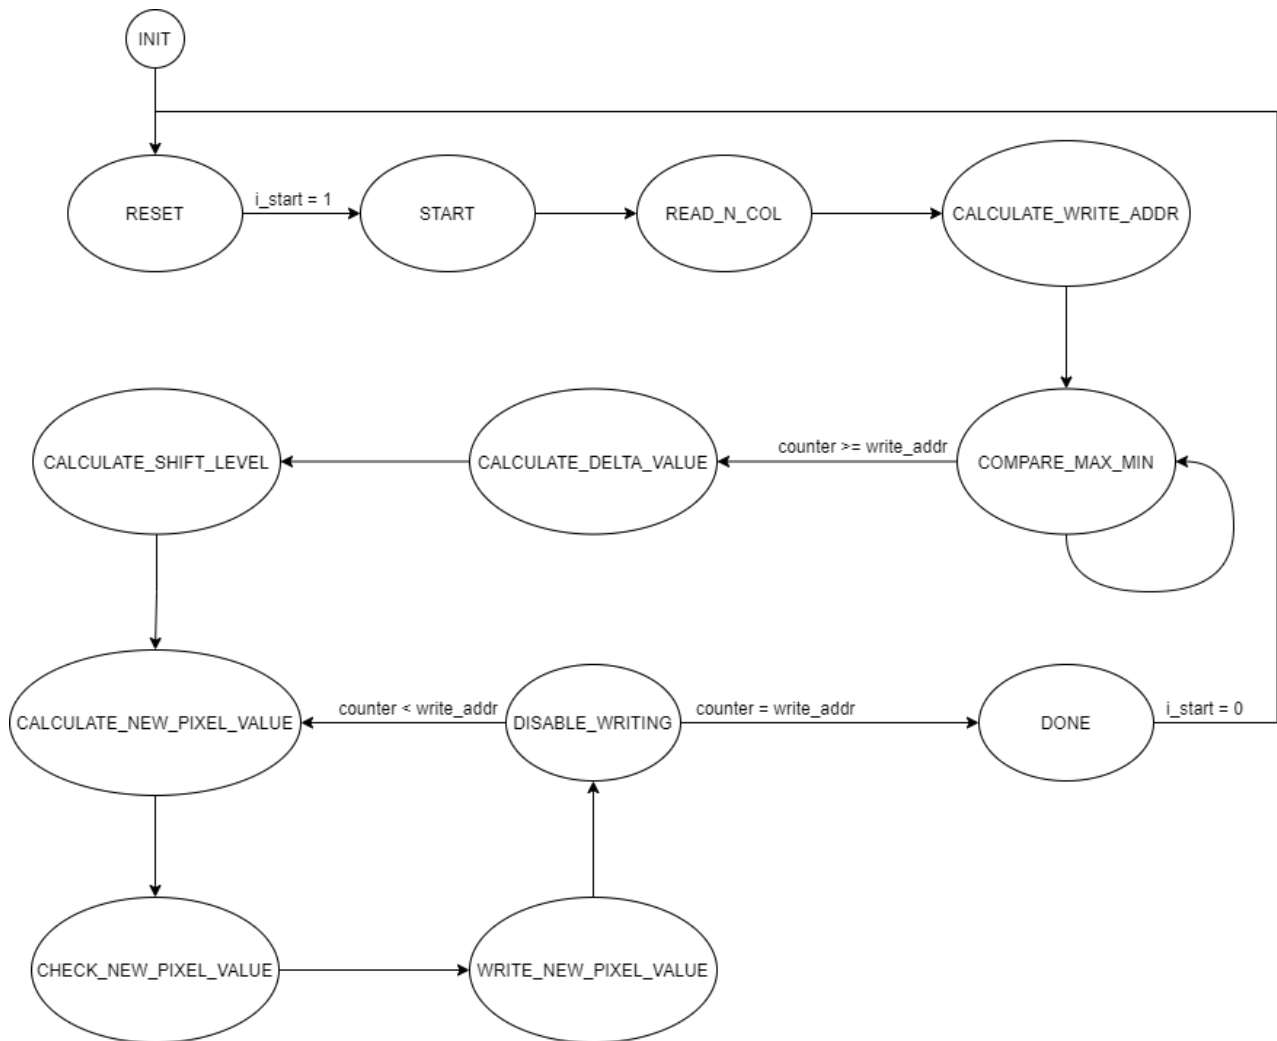 INIT
RESET
i_start = 1
START
READ_N_COL
CALCULATE_WRITE_ADDR
CALCULATE_SHIFT_LEVEL
CALCULATE_DELTA_VALUE
counter >= write_addr
COMPARE_MAX_MIN
CALCULATE_NEW_PIXEL_VALUE
counter < write_addr
DISABLE_WRITING
counter = write_addr
DONE
i_start = 0
CHECK_NEW_PIXEL_VALUE
WRITE_NEW_PIXEL_VALUE